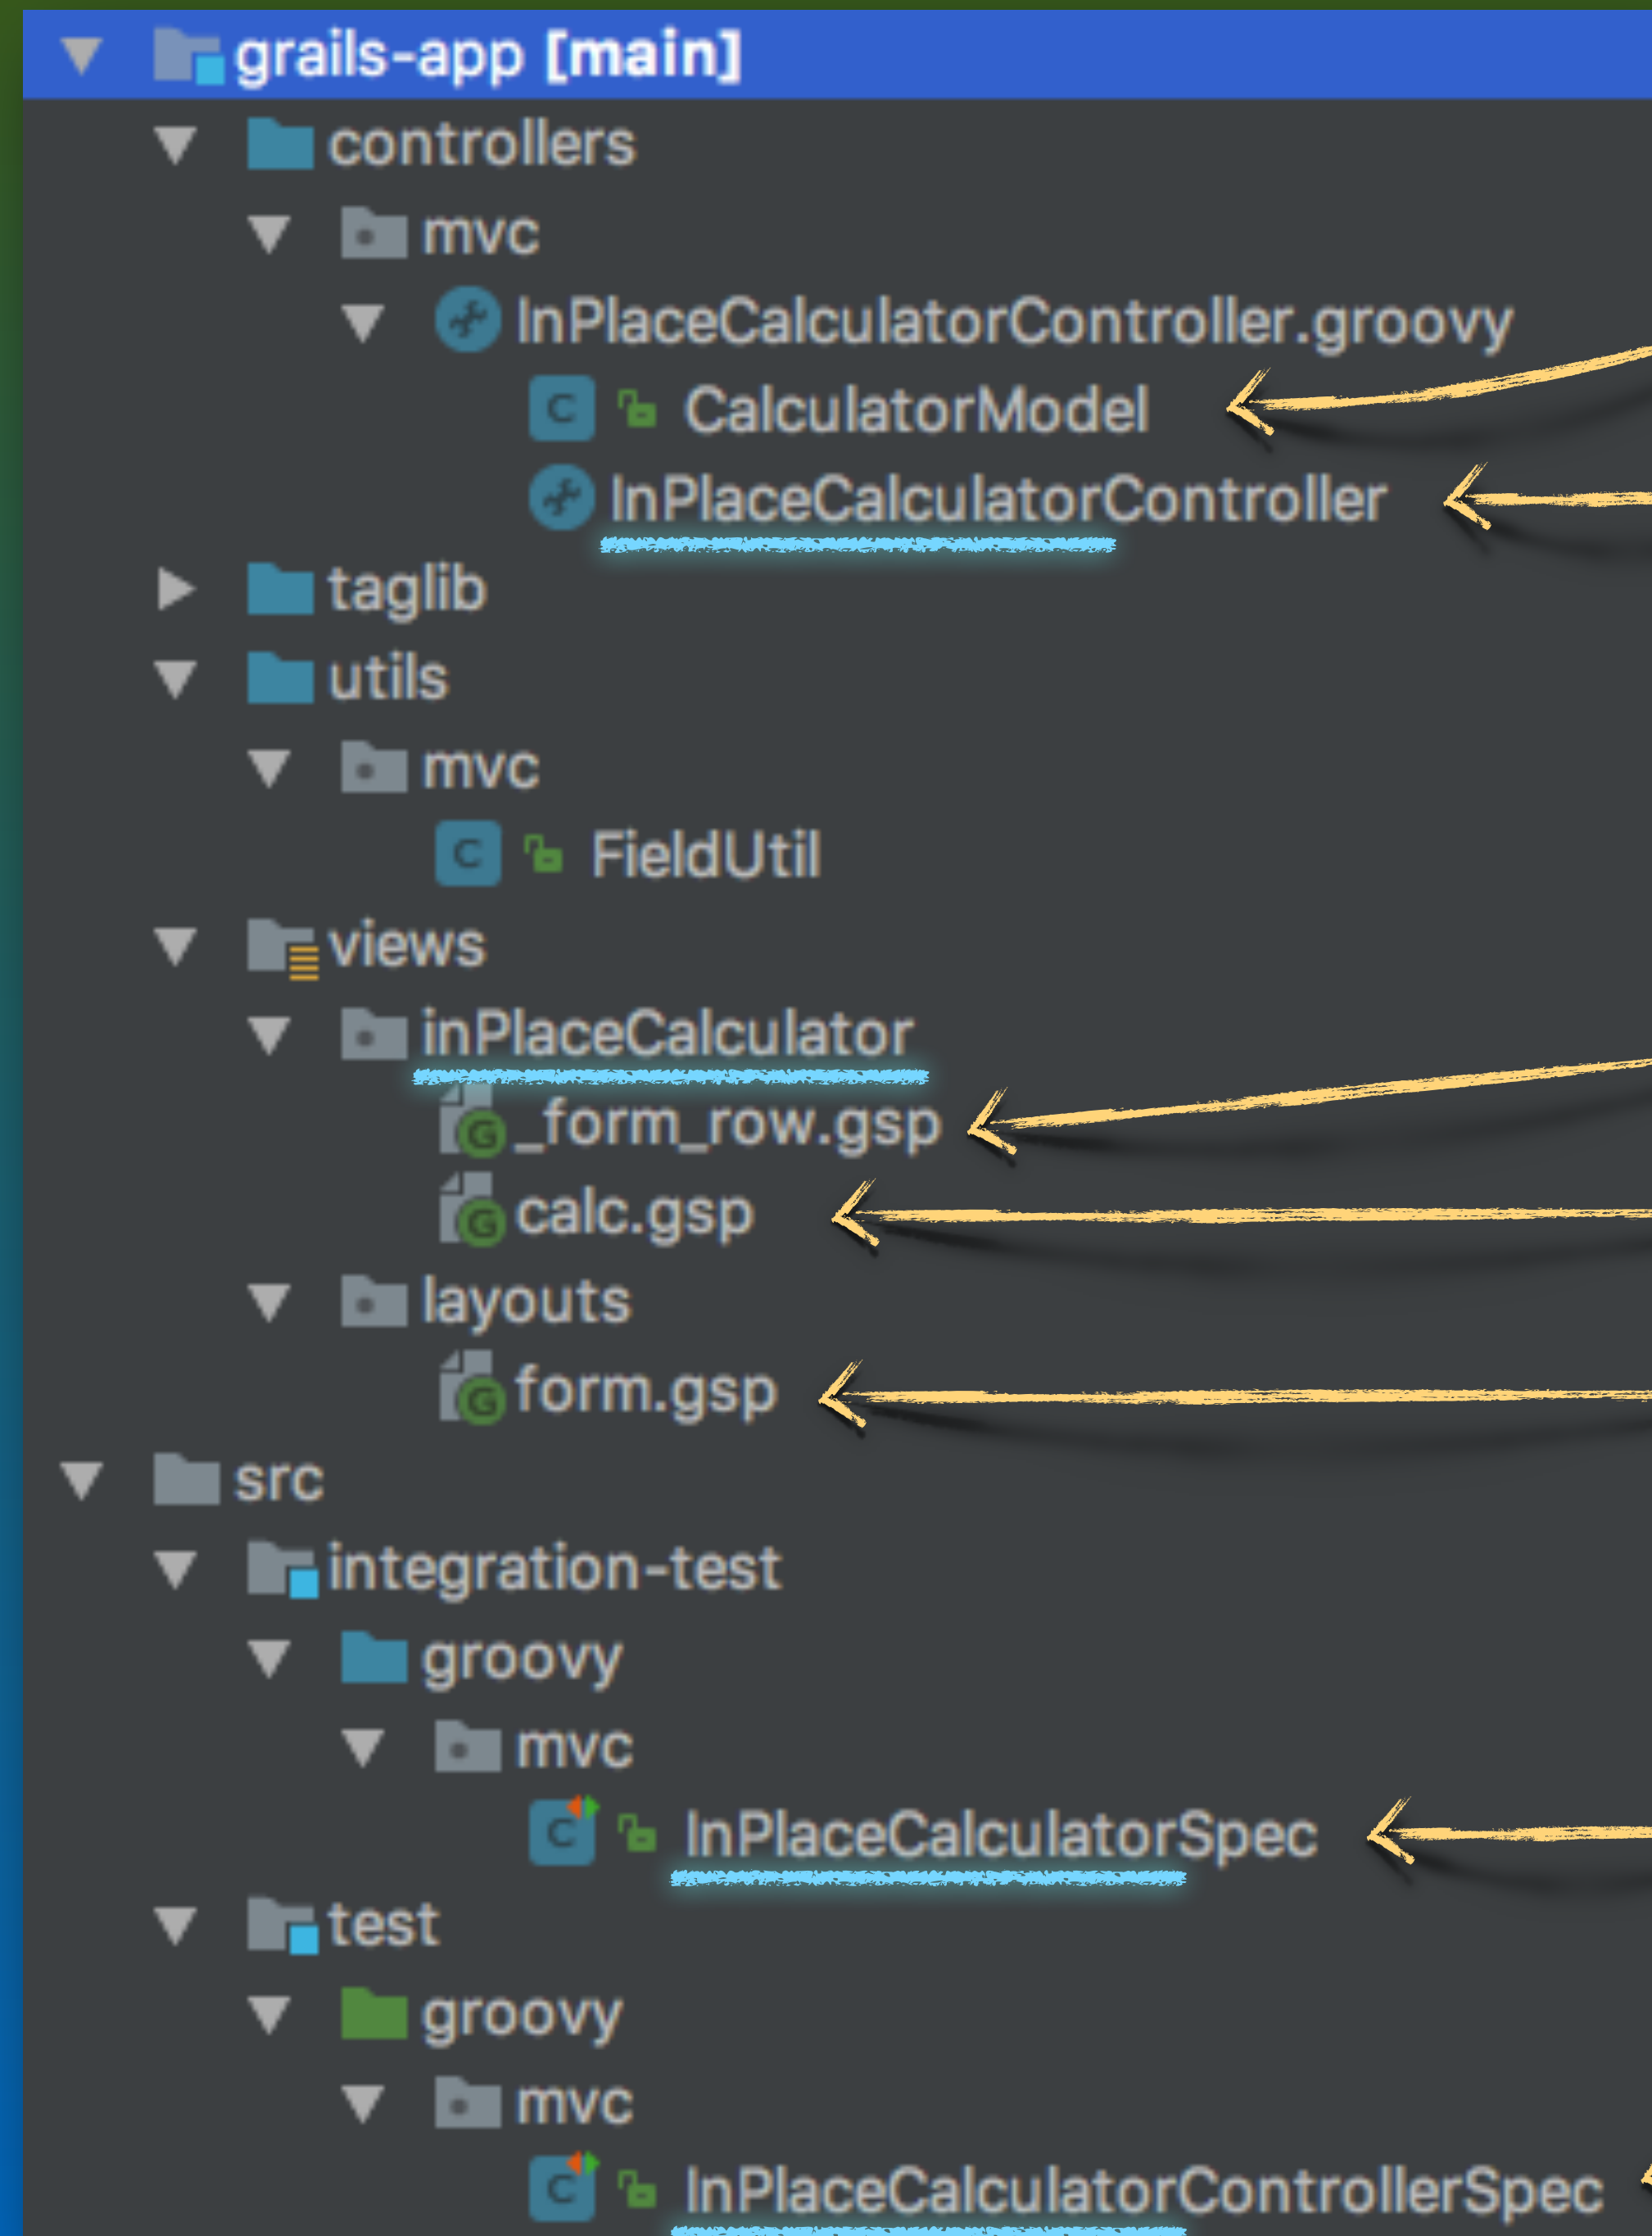 grails-app [main]
controllers
mvc
InPlaceCalculatorController.groovy
C CalculatorModel
InPlaceCalculatorController
taglib
utils
mvc
C FieldUtil
views
inPlaceCalculator
G _form_row.gsp
G calc.gsp
layouts
G form.gsp
src
integration-test
groovy
mvc
C InPlaceCalculatorSpec
test
groovy
mvc
C InPlaceCalculatorControllerSpec